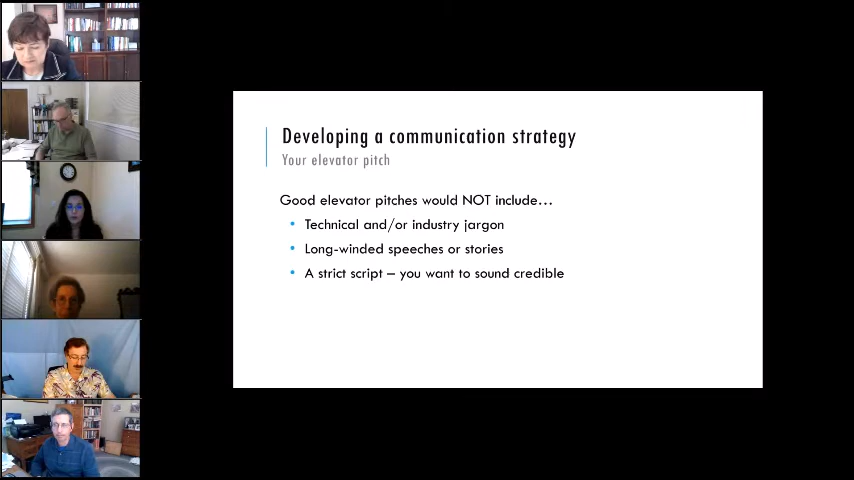 Developing a communication strategy
Your elevator pitch
Good elevator pitches would NOT include…
• Technical and/or industry jargon
• Long-winded speeches or stories
• A strict script – you want to sound credible